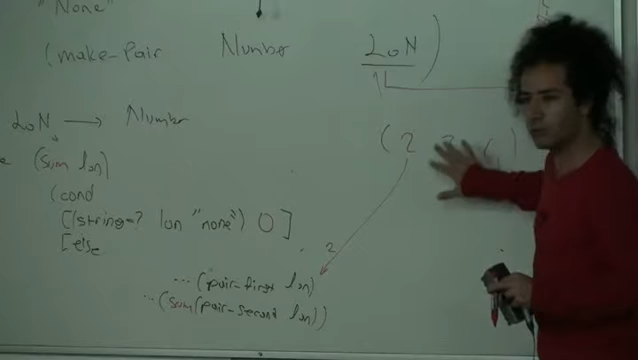 "None"
(make-pair Number LoN)
LoN → Number
(sum lon)
(cond
[(string=? lon "none") 0]
[else
2
... (pair-first lon)
... (sum (pair-second lon))
(2